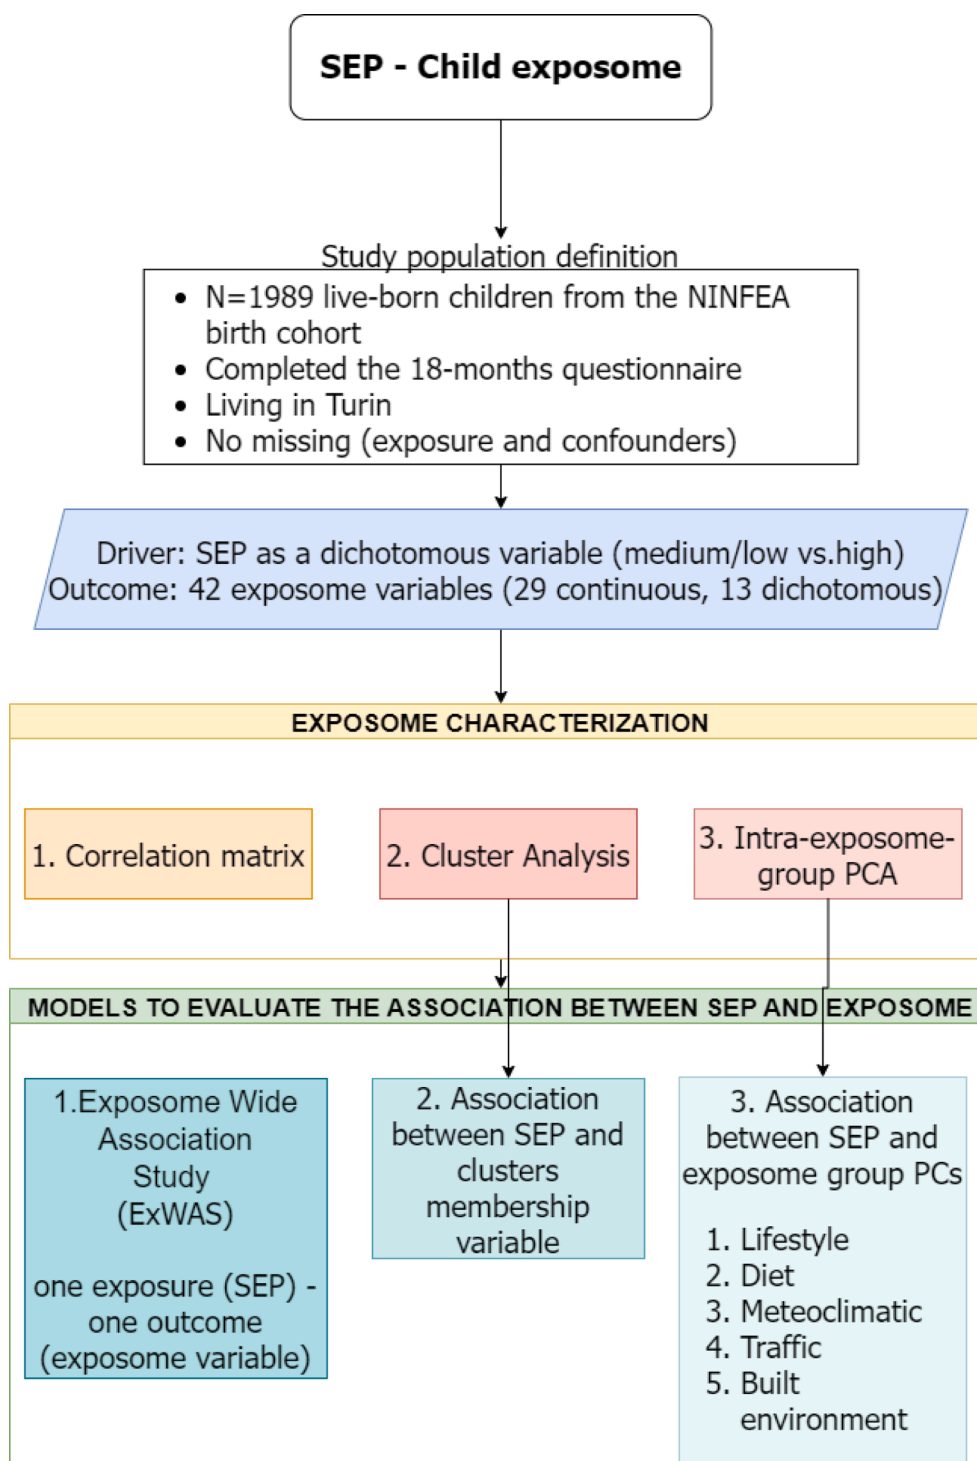 SEP - Child exposome
Study population definition
• N=1989 live-born children from the NINFEA
birth cohort
• Completed the 18-months questionnaire
• Living in Turin
• No missing (exposure and confounders)
Driver: SEP as a dichotomous variable (medium/low vs.high)
Outcome: 42 exposome variables (29 continuous, 13 dichotomous)
EXPOSOME CHARACTERIZATION
1. Correlation matrix
2. Cluster Analysis
3. Intra-exposome-
group PCA
MODELS TO EVALUATE THE ASSOCIATION BETWEEN SEP AND EXPOSOME
1.Exposome Wide
Association
Study
(ExWAS)
one exposure (SEP) -
one outcome
(exposome variable)
2. Association
between SEP and
clusters
membership
variable
3. Association
between SEP and
exposome group PCs
1. Lifestyle
2. Diet
3. Meteoclimatic
4. Traffic
5. Built
environment